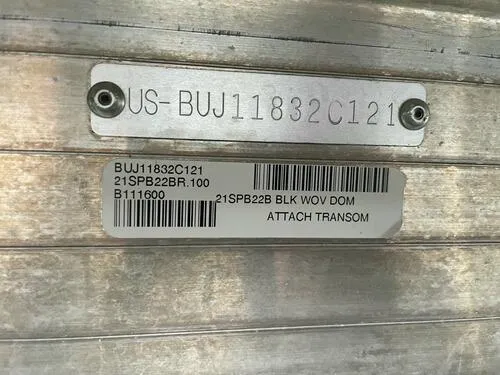 US-BUJ11832C121
BUJ11832C121
21SPB22BR.100
B111600
21SPB22B BLK WOV DOM
ATTACH TRANSOM